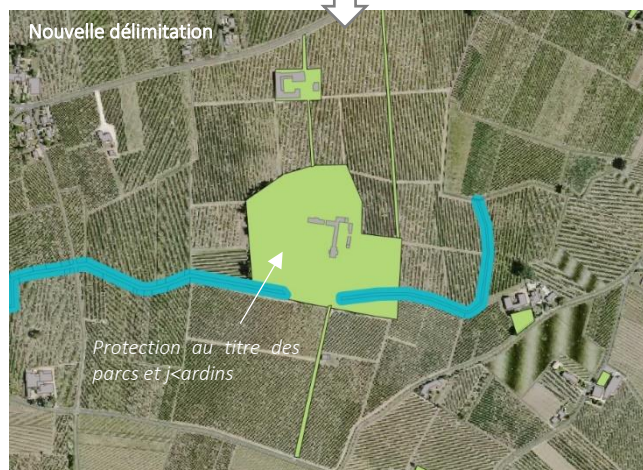 Nouvelle délimitation
Protection au titre des
parcs et j<ardins